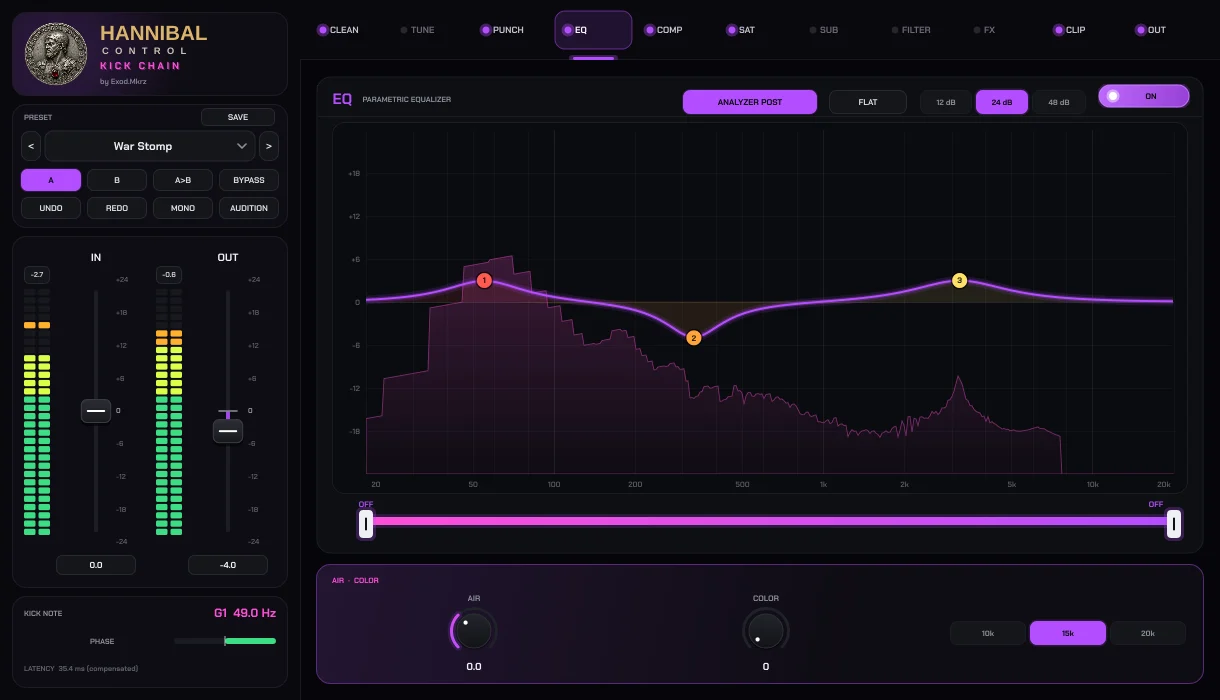 HANNIBAL
CONTROL
KICK CHAIN
by Exod.Mkrz
CLEAN TUNE PUNCH EQ COMP SAT SUB FILTER FX CLIP OUT
PRESET SAVE
< War Stomp >
A B A>B BYPASS
UNDO REDO MONO AUDITION
IN OUT
-2.7 -0.6
+24 +24
+18 +18
+12 +12
+6 +6
0 0
-6 -6
-12 -12
-18 -18
-24 -24
0.0 -4.0
KICK NOTE G1 49.0 Hz
PHASE
LATENCY 35.4 ms (compensated)
EQ PARAMETRIC EQUALIZER ANALYZER POST FLAT 12 dB 24 dB 48 dB ON
+18
+12
+6
0
-6
-12
-18
1
2
3
20 50 100 200 500 1k 2k 5k 10k 20k
OFF OFF
AIR · COLOR
AIR COLOR
10k 15k 20k
0.0 0